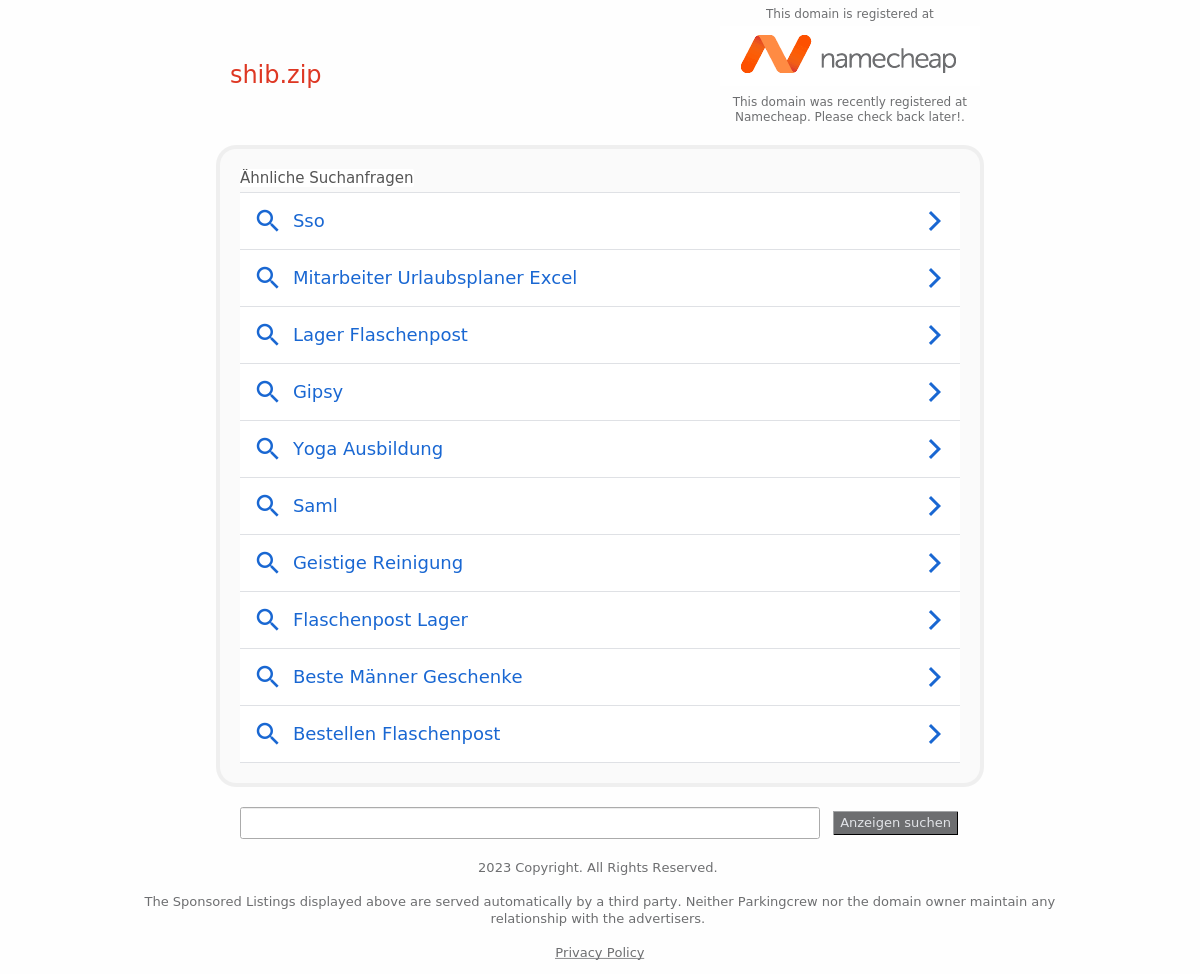 This domain is registered at
namecheap
shib.zip
This domain was recently registered at
Namecheap. Please check back later!.
Ähnliche Suchanfragen
Sso
Mitarbeiter Urlaubsplaner Excel
Lager Flaschenpost
Gipsy
Yoga Ausbildung
Saml
Geistige Reinigung
Flaschenpost Lager
Beste Männer Geschenke
Bestellen Flaschenpost
Anzeigen suchen
2023 Copyright. All Rights Reserved.
The Sponsored Listings displayed above are served automatically by a third party. Neither Parkingcrew nor the domain owner maintain any
relationship with the advertisers.
Privacy Policy